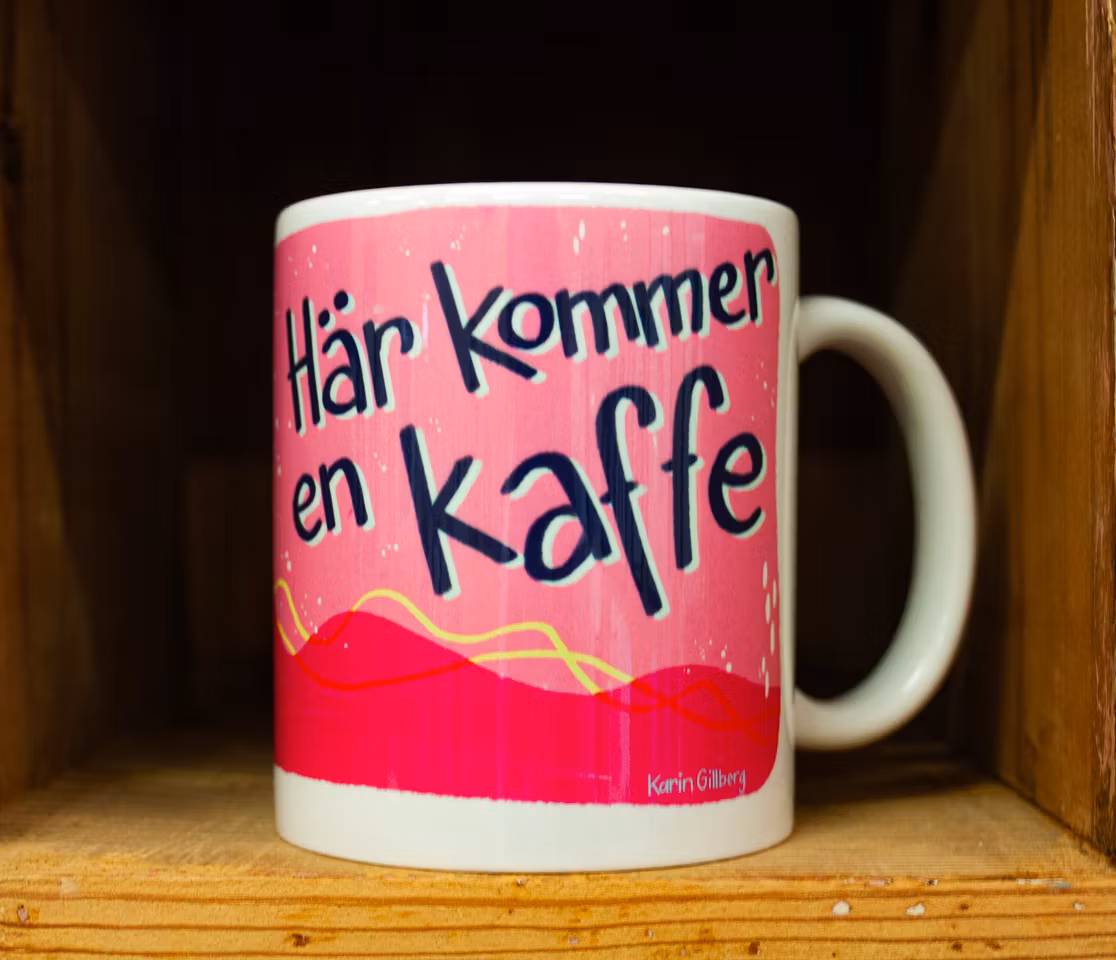 Här kommer
en kaffe
Karin Gillberg